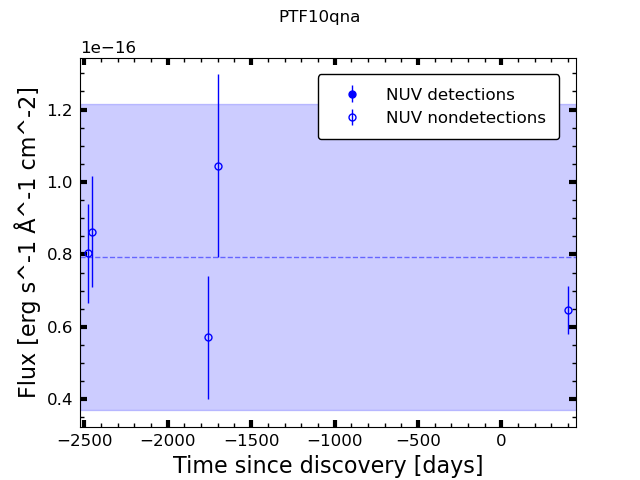 PTF10qna
1e−16
Flux [erg s^-1 Å^-1 cm^-2]
1.2
1.0
0.8
0.6
0.4
NUV detections
NUV nondetections
−2500 −2000 −1500 −1000 −500 0
Time since discovery [days]